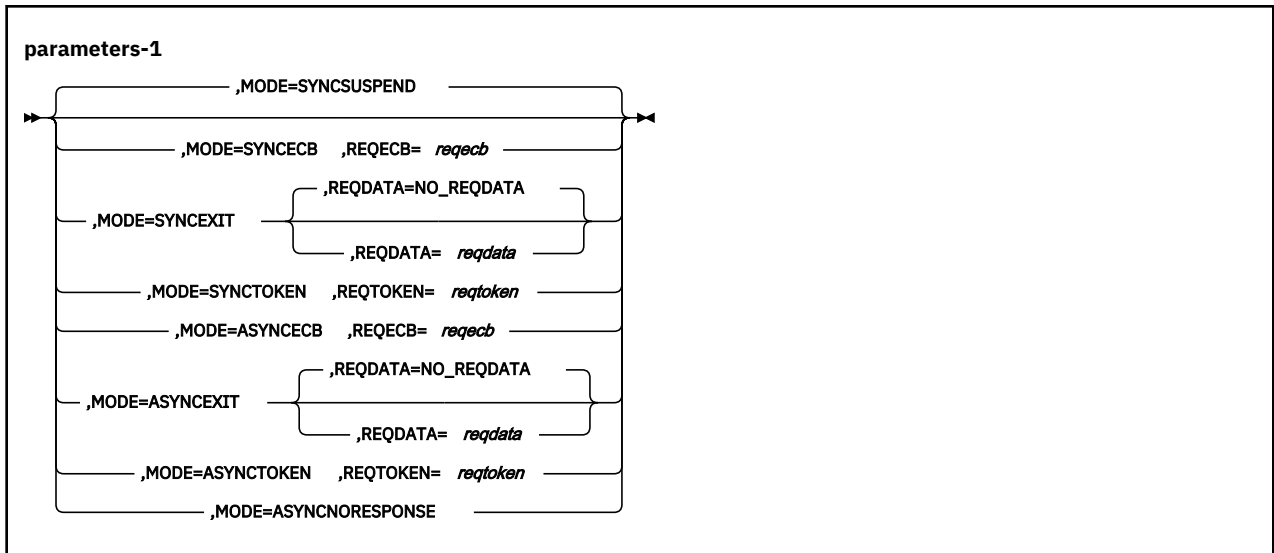 parameters-1
,MODE=SYNCSUSPEND
,MODE=SYNCECB ,REQECB= reqecb
,REQDATA=NO_REQDATA
,MODE=SYNCEXIT
,REQDATA= reqdata
,MODE=SYNCTOKEN ,REQTOKEN= reqtoken
,MODE=ASYNCECB ,REQECB= reqecb
,REQDATA=NO_REQDATA
,MODE=ASYNCEXIT
,REQDATA= reqdata
,MODE=ASYNCTOKEN ,REQTOKEN= reqtoken
,MODE=ASYNCNORESPONSE